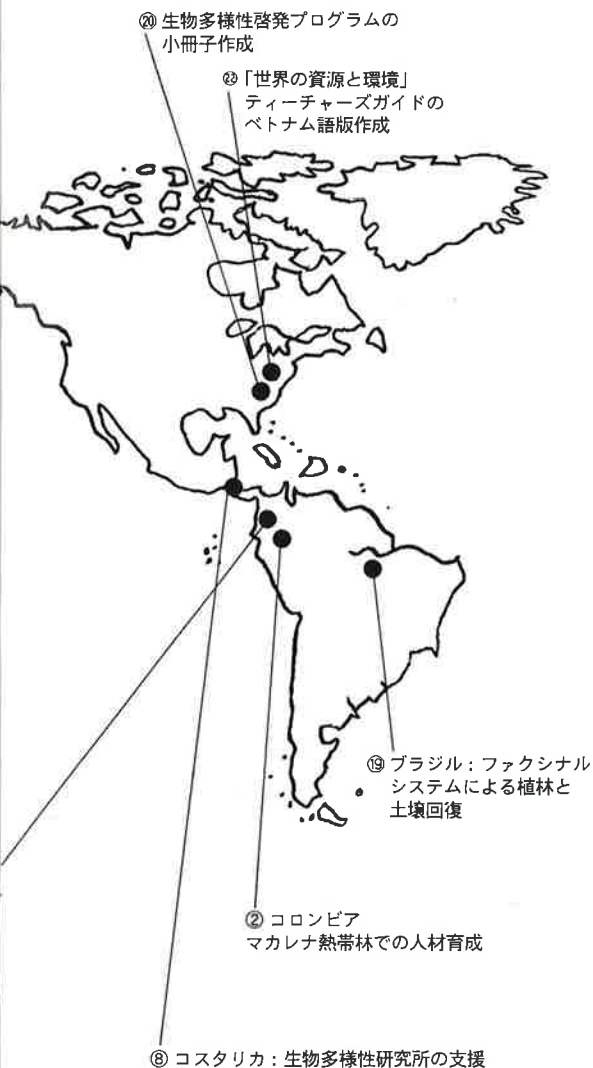 ⑳ 生物多様性啓発プログラムの
小冊子作成
㉒「世界の資源と環境」
ティーチャーズガイドの
ベトナム語版作成
⑲ ブラジル：ファクシナル
システムによる植林と
土壌回復
② コロンビア
マカレナ熱帯林での人材育成
⑧ コスタリカ：生物多様性研究所の支援